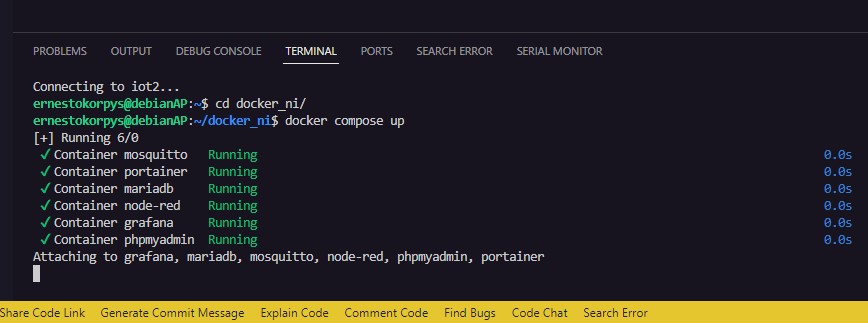 PROBLEMS OUTPUT DEBUG CONSOLE TERMINAL PORTS SEARCH ERROR SERIAL MONITOR
Connecting to iot2...
ernestokorpys@debianAP:~$ cd docker_ni/
ernestokorpys@debianAP:~/docker_ni$ docker compose up
[+] Running 6/0
✓ Container mosquitto Running 0.0s
✓ Container portainer Running 0.0s
✓ Container mariadb Running 0.0s
✓ Container node-red Running 0.0s
✓ Container grafana Running 0.0s
✓ Container phpmyadmin Running 0.0s
Attaching to grafana, mariadb, mosquitto, node-red, phpmyadmin, portainer
Share Code Link Generate Commit Message Explain Code Comment Code Find Bugs Code Chat Search Error